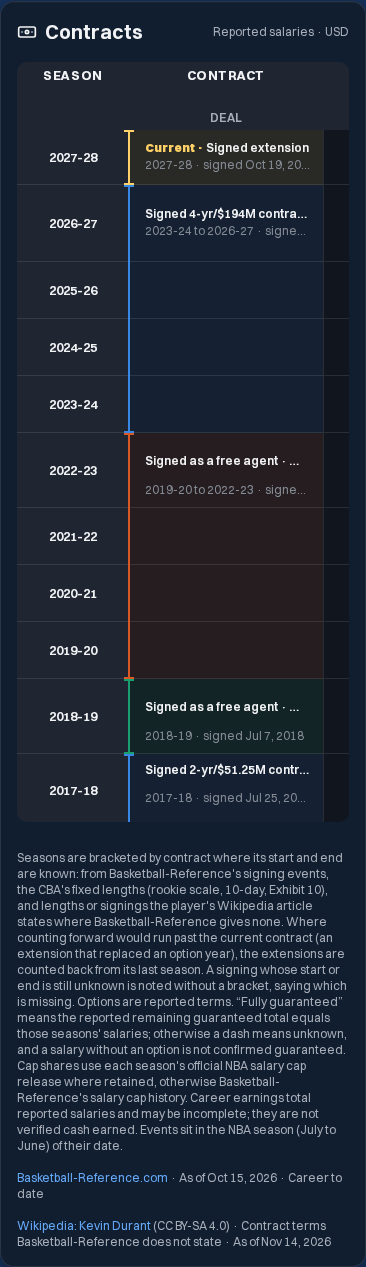 Contracts
Reported salaries · USD
SEASON
CONTRACT
DEAL
2027-28
Current · Signed extension
2027-28 · signed Oct 19, 20…
2026-27
Signed 4-yr/$194M contra…
2023-24 to 2026-27 · signe…
2025-26
2024-25
2023-24
2022-23
Signed as a free agent · …
2019-20 to 2022-23 · signe…
2021-22
2020-21
2019-20
2018-19
Signed as a free agent · …
2018-19 · signed Jul 7, 2018
2017-18
Signed 2-yr/$51.25M contr…
2017-18 · signed Jul 25, 20…
Seasons are bracketed by contract where its start and end
are known: from Basketball-Reference's signing events,
the CBA's fixed lengths (rookie scale, 10-day, Exhibit 10),
and lengths or signings the player's Wikipedia article
states where Basketball-Reference gives none. Where
counting forward would run past the current contract (an
extension that replaced an option year), the extensions are
counted back from its last season. A signing whose start or
end is still unknown is noted without a bracket, saying which
is missing. Options are reported terms. “Fully guaranteed”
means the reported remaining guaranteed total equals
those seasons' salaries; otherwise a dash means unknown,
and a salary without an option is not confirmed guaranteed.
Cap shares use each season's official NBA salary cap
release where retained, otherwise Basketball-
Reference's salary cap history. Career earnings total
reported salaries and may be incomplete; they are not
verified cash earned. Events sit in the NBA season (July to
June) of their date.
Basketball-Reference.com · As of Oct 15, 2026 · Career to
date
Wikipedia: Kevin Durant (CC BY-SA 4.0) · Contract terms
Basketball-Reference does not state · As of Nov 14, 2026